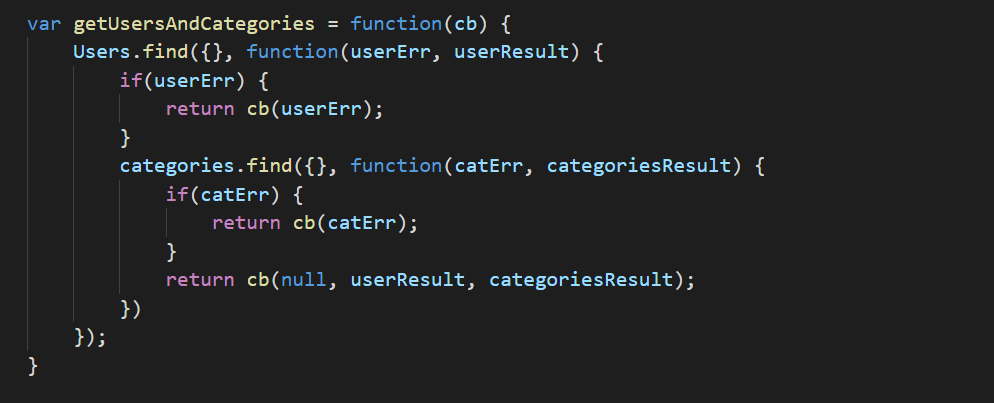 var getUsersAndCategories = function(cb) {
    Users.find({}, function(userErr, userResult) {
        if(userErr) {
            return cb(userErr);
        }
        categories.find({}, function(catErr, categoriesResult) {
            if(catErr) {
                return cb(catErr);
            }
            return cb(null, userResult, categoriesResult);
        })
    });
}